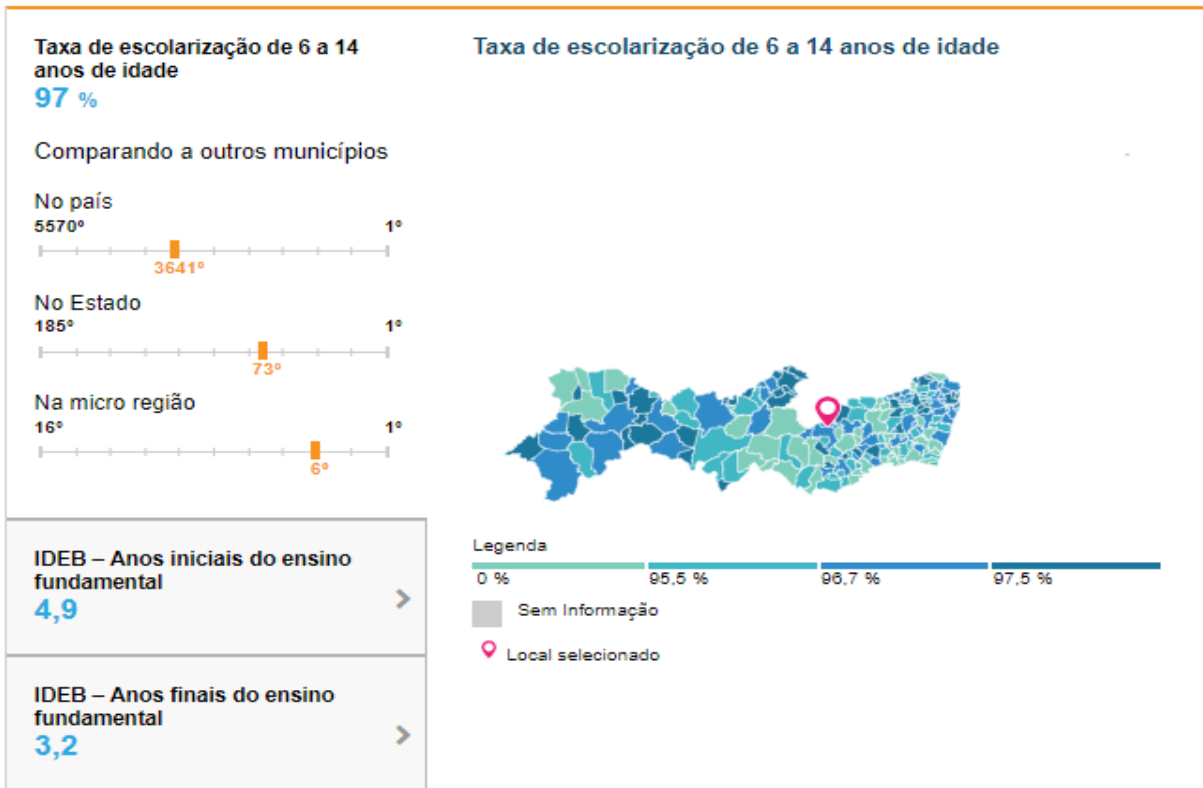 Taxa de escolarização de 6 a 14
anos de idade
97 %
Comparando a outros municípios
No país
5570º 1º
3641º
No Estado
185º 1º
73º
Na micro região
16º 1º
6º
IDEB – Anos iniciais do ensino
fundamental
4,9
IDEB – Anos finais do ensino
fundamental
3,2
Taxa de escolarização de 6 a 14 anos de idade
Legenda
0 % 95,5 % 96,7 % 97,5 %
Sem Informação
Local selecionado